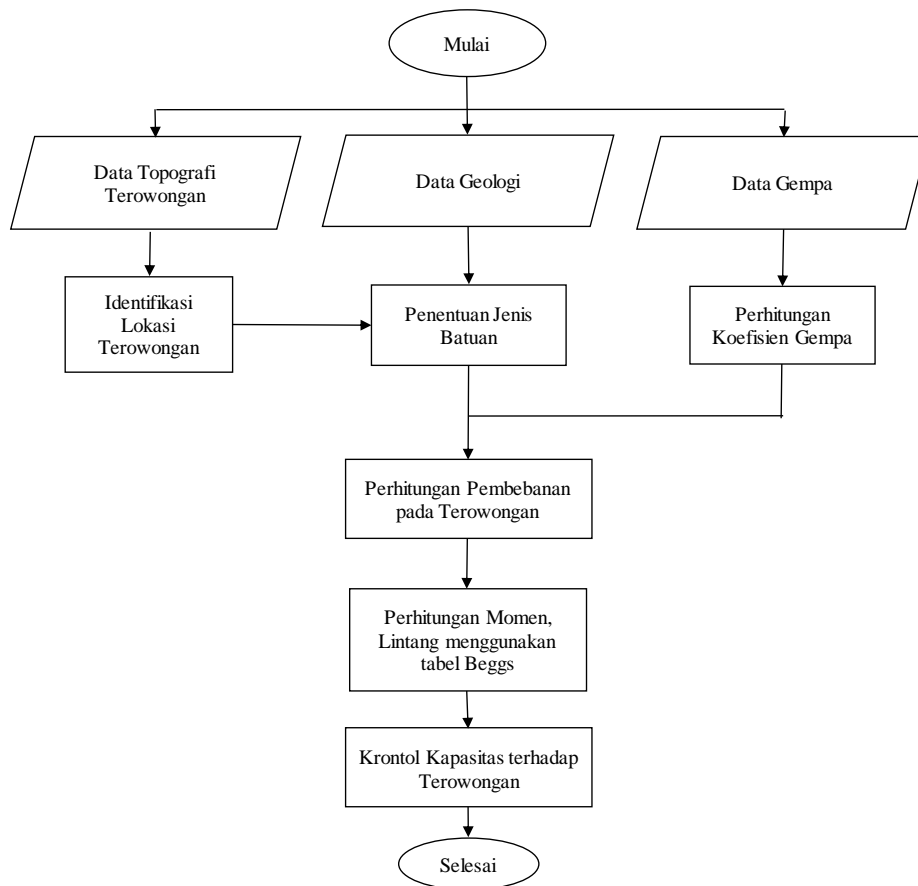 Mulai
Data Topografi
Terowongan
Data Geologi
Data Gempa
Identifikasi
Lokasi
Terowongan
Penentuan Jenis
Batuan
Perhitungan
Koefisien Gempa
Perhitungan Pembebanan
pada Terowongan
Perhitungan Momen,
Lintang menggunakan
tabel Beggs
Krontol Kapasitas terhadap
Terowongan
Selesai